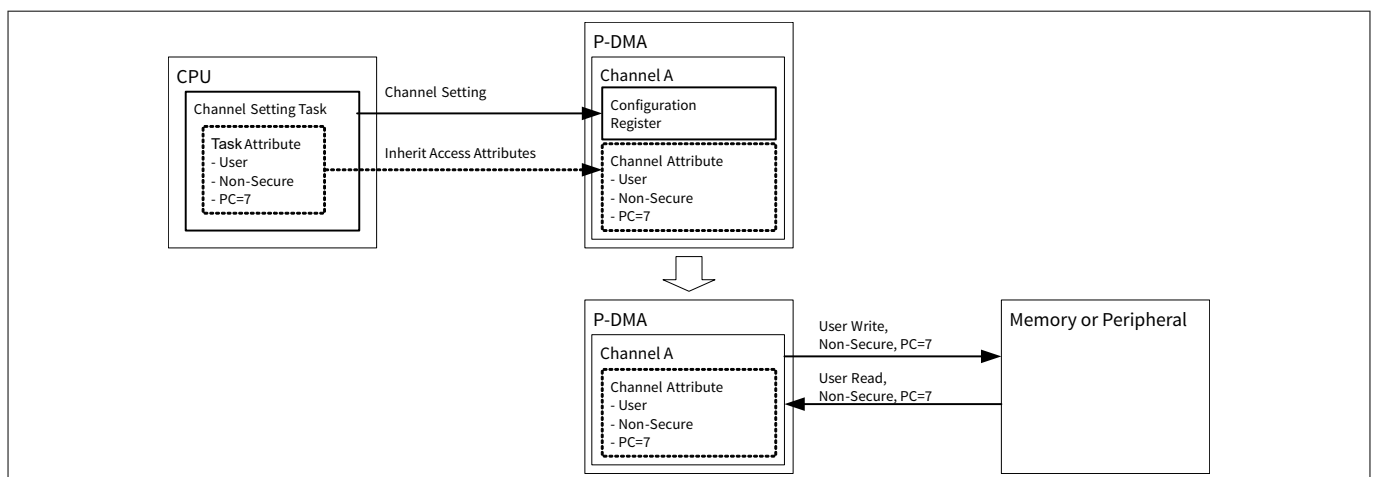 CPU
Channel Setting Task
Task Attribute
- User
- Non-Secure
- PC=7
Channel Setting
Inherit Access Attributes
P-DMA
Channel A
Configuration
Register
Channel Attribute
- User
- Non-Secure
- PC=7
P-DMA
Channel A
Channel Attribute
- User
- Non-Secure
- PC=7
User Write,
Non-Secure, PC=7
User Read,
Non-Secure, PC=7
Memory or Peripheral